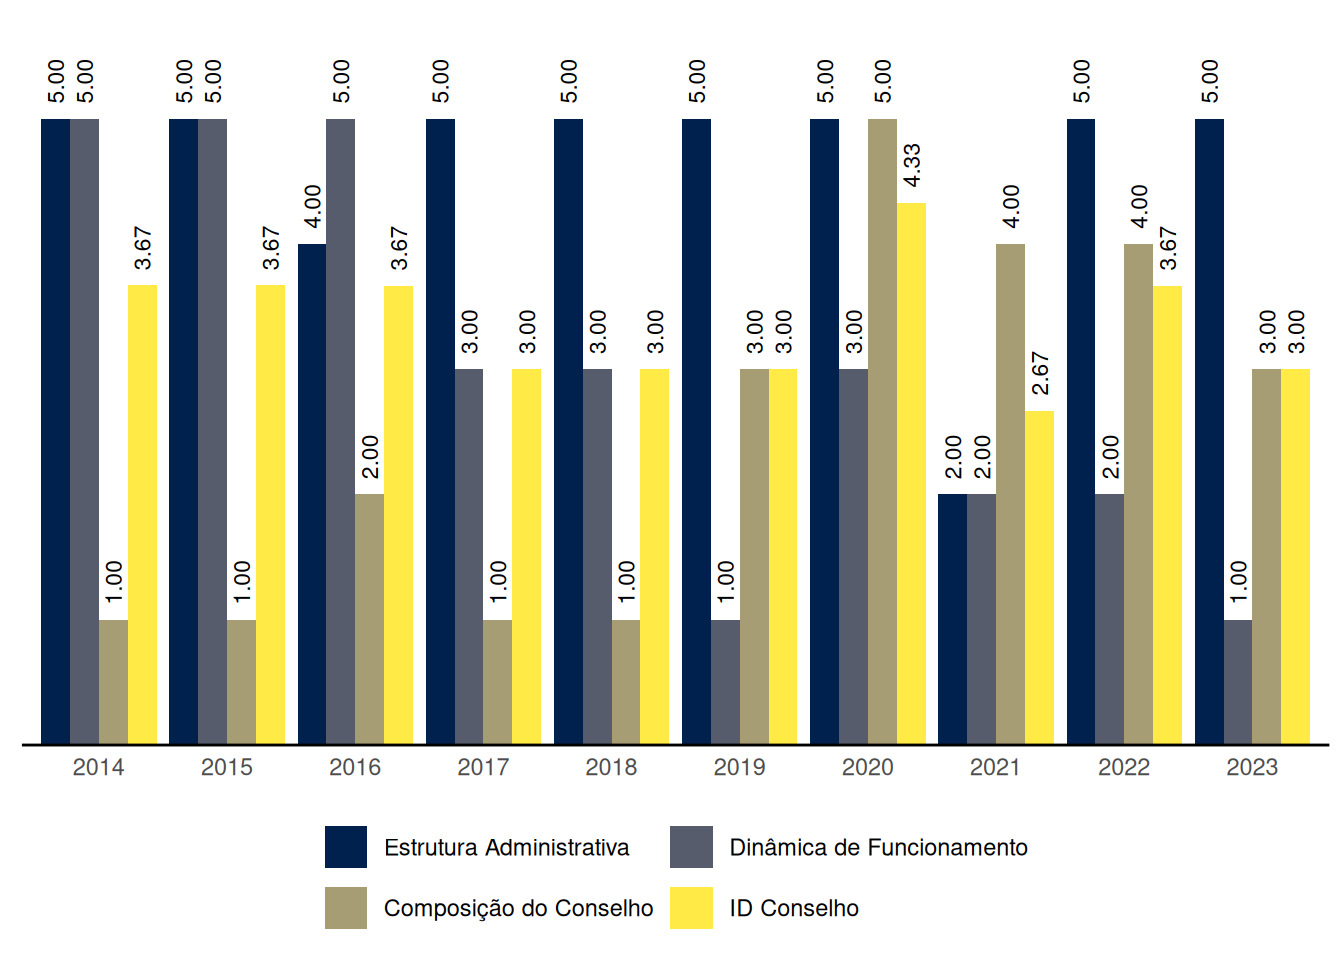 5.00 5.00 1.00 3.67 5.00 5.00 1.00 3.67 4.00 5.00 2.00 3.67 5.00 3.00 1.00 3.00 5.00 3.00 1.00 3.00 5.00 1.00 3.00 3.00 5.00 3.00 5.00 4.33 2.00 2.00 4.00 2.67 5.00 2.00 4.00 3.67 5.00 1.00 3.00 3.00
2014 2015 2016 2017 2018 2019 2020 2021 2022 2023
Estrutura Administrativa Dinâmica de Funcionamento
Composição do Conselho ID Conselho